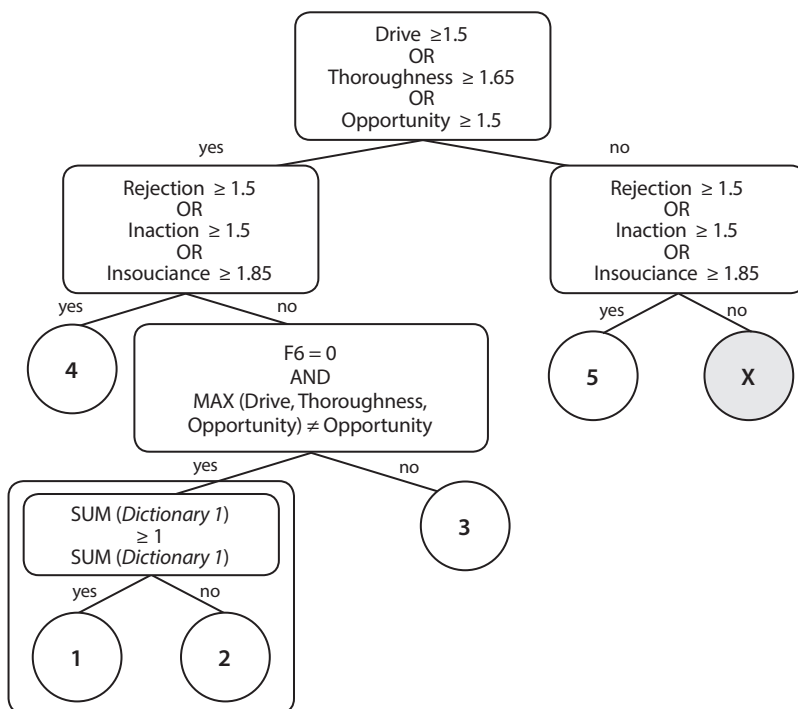 Drive ≥1.5
OR
Thoroughness ≥ 1.65
OR
Opportunity ≥ 1.5
yes
no
Rejection ≥ 1.5
OR
Inaction ≥ 1.5
OR
Insouciance ≥ 1.85
Rejection ≥ 1.5
OR
Inaction ≥ 1.5
OR
Insouciance ≥ 1.85
yes
no
yes
no
4
F6 = 0
AND
MAX (Drive, Thoroughness,
Opportunity) ≠ Opportunity
5
X
yes
no
SUM (Dictionary 1)
≥ 1
SUM (Dictionary 1)
3
yes
no
1
2